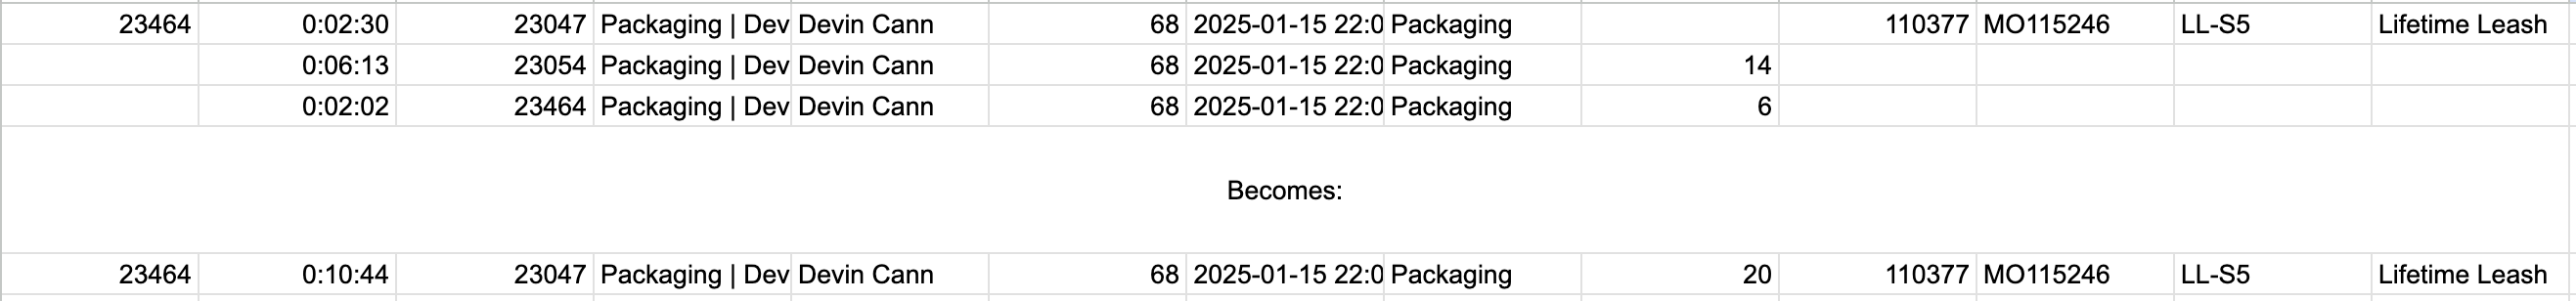 23464 0:02:30 23047 Packaging | Dev Devin Cann 68 2025-01-15 22:0 Packaging 110377 MO115246 LL-S5 Lifetime Leash
0:06:13 23054 Packaging | Dev Devin Cann 68 2025-01-15 22:0 Packaging 14
0:02:02 23464 Packaging | Dev Devin Cann 68 2025-01-15 22:0 Packaging 6
Becomes:
23464 0:10:44 23047 Packaging | Dev Devin Cann 68 2025-01-15 22:0 Packaging 20 110377 MO115246 LL-S5 Lifetime Leash